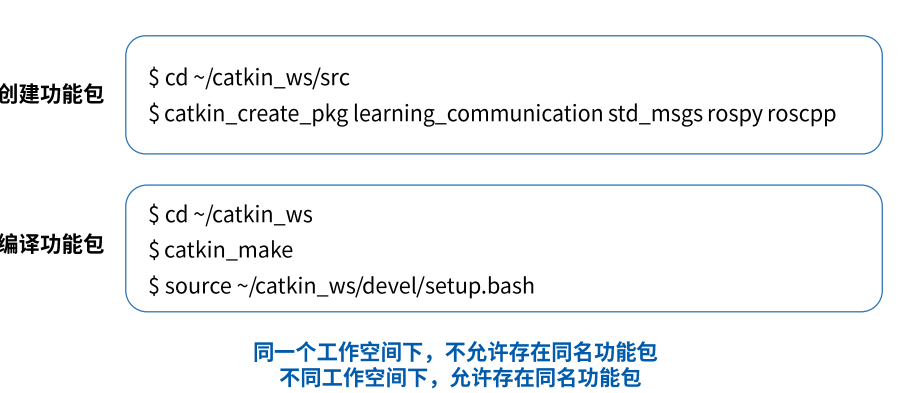 创建功能包
$ cd ~/catkin_ws/src
$ catkin_create_pkg learning_communication std_msgs rospy roscpp
编译功能包
$ cd ~/catkin_ws
$ catkin_make
$ source ~/catkin_ws/devel/setup.bash
同一个工作空间下，不允许存在同名功能包
不同工作空间下，允许存在同名功能包